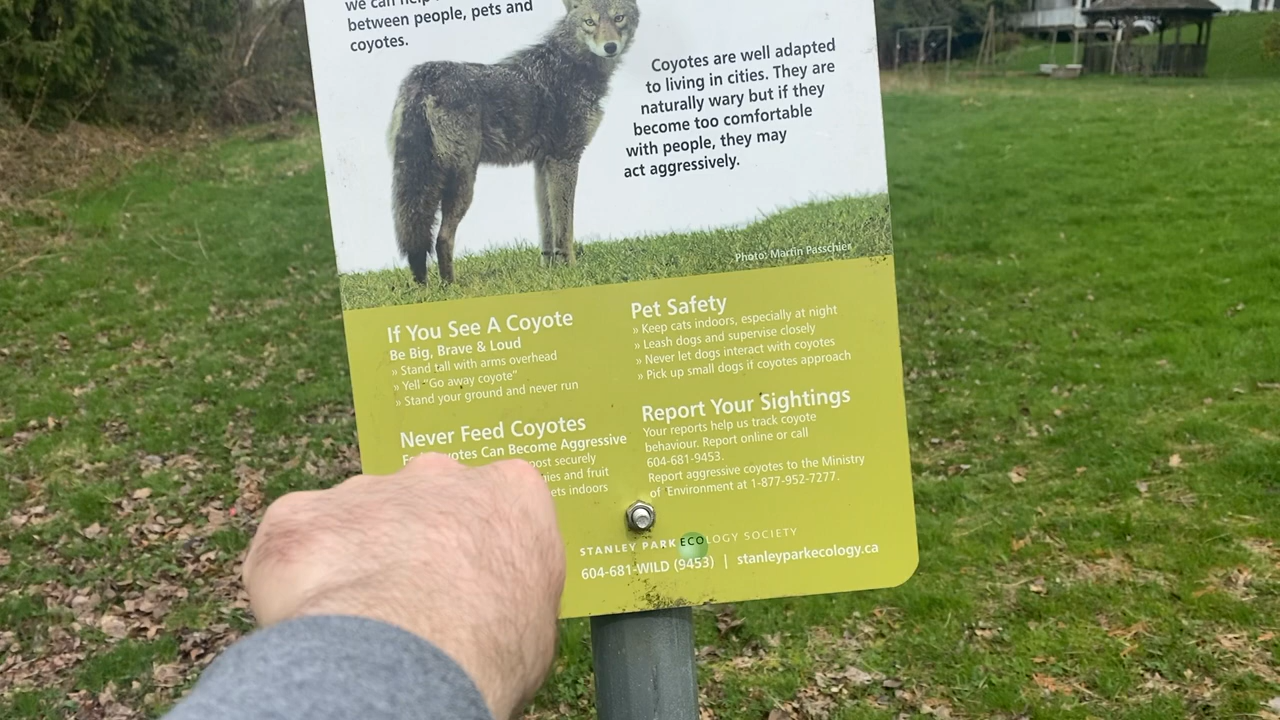 we can help
between people, pets and
coyotes.
Coyotes are well adapted
to living in cities. They are
naturally wary but if they
become too comfortable
with people, they may
act aggressively.
Photo: Martin Passchier
If You See A Coyote
Be Big, Brave & Loud
» Stand tall with arms overhead
» Yell "Go away coyote"
» Stand your ground and never run
Never Feed Coyotes
Can Become Aggressive
securely
and fruit
indoors
Pet Safety
» Keep cats indoors, especially at night
» Leash dogs and supervise closely
» Never let dogs interact with coyotes
» Pick up small dogs if coyotes approach
Report Your Sightings
Your reports help us track coyote
behaviour. Report online or call
604-681-9453.
Report aggressive coyotes to the Ministry
of Environment at 1-877-952-7277.
STANLEY PARK ECOLOGY SOCIETY
604-681-WILD (9453) | stanleyparkecology.ca